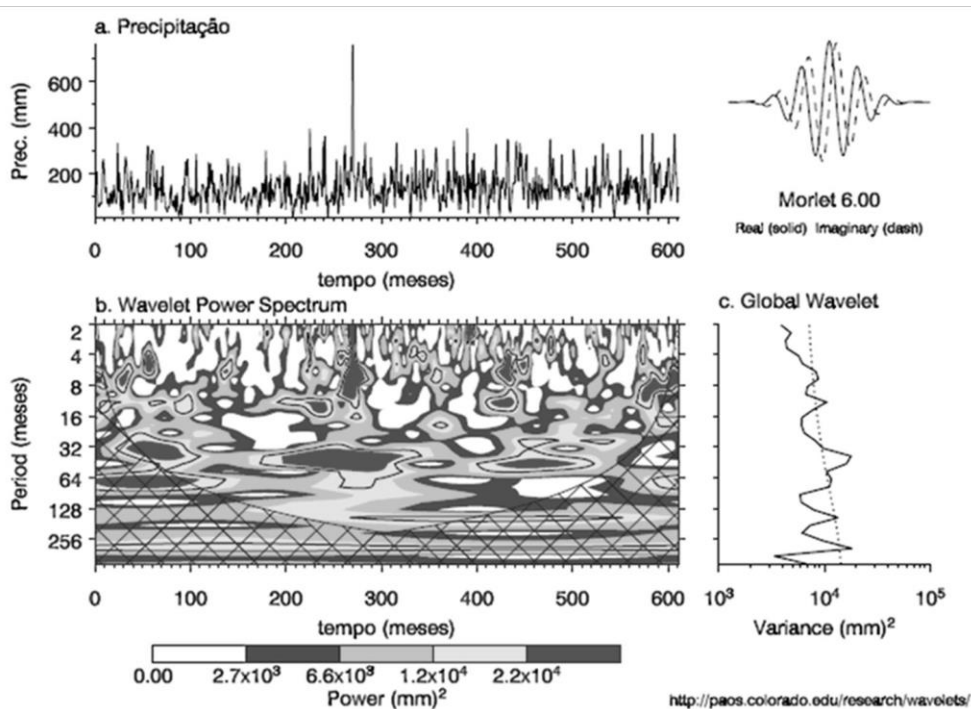 a. Precipitação
Prec. (mm)
600
400
200
0 100 200 300 400 500 600
tempo (meses)
Morlet 6.00
Real (solid) Imaginary (dash)
b. Wavelet Power Spectrum
Period (meses)
2
4
8
16
32
64
128
256
0 100 200 300 400 500 600
tempo (meses)
0.00 2.7x10³ 6.6x10³ 1.2x10⁴ 2.2x10⁴
Power (mm)²
c. Global Wavelet
10³ 10⁴ 10⁵
Variance (mm)²
http://paos.colorado.edu/research/wavelets/